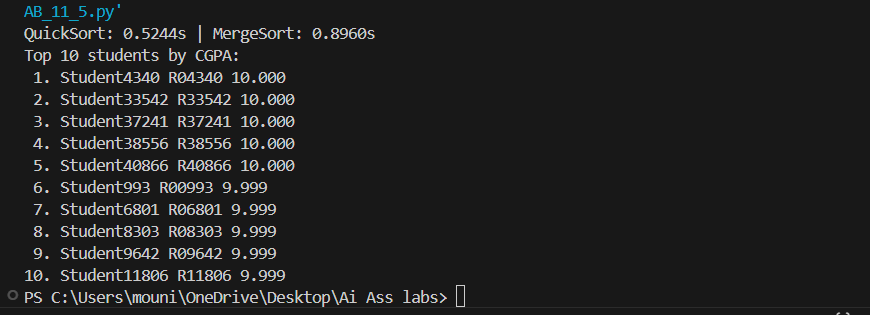 AB_11_5.py'
QuickSort: 0.5244s | MergeSort: 0.8960s
Top 10 students by CGPA:
 1. Student4340 R04340 10.000
 2. Student33542 R33542 10.000
 3. Student37241 R37241 10.000
 4. Student38556 R38556 10.000
 5. Student40866 R40866 10.000
 6. Student993 R00993 9.999
 7. Student6801 R06801 9.999
 8. Student8303 R08303 9.999
 9. Student9642 R09642 9.999
10. Student11806 R11806 9.999
PS C:\Users\mouni\OneDrive\Desktop\Ai Ass labs>